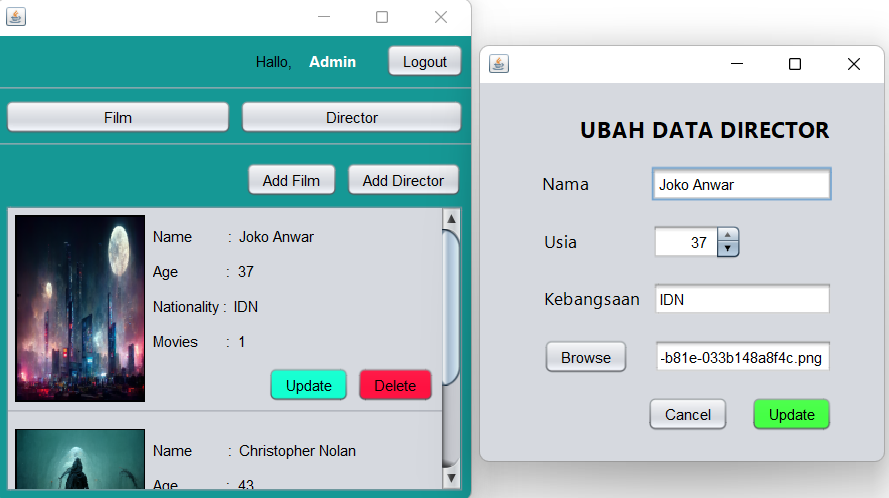 Hallo, Admin Logout
Film Director
Add Film Add Director
Name : Joko Anwar
Age : 37
Nationality : IDN
Movies : 1
Update Delete
Name : Christopher Nolan
Age : 43
UBAH DATA DIRECTOR
Nama Joko Anwar
Usia 37
Kebangsaan IDN
Browse -b81e-033b148a8f4c.png
Cancel Update